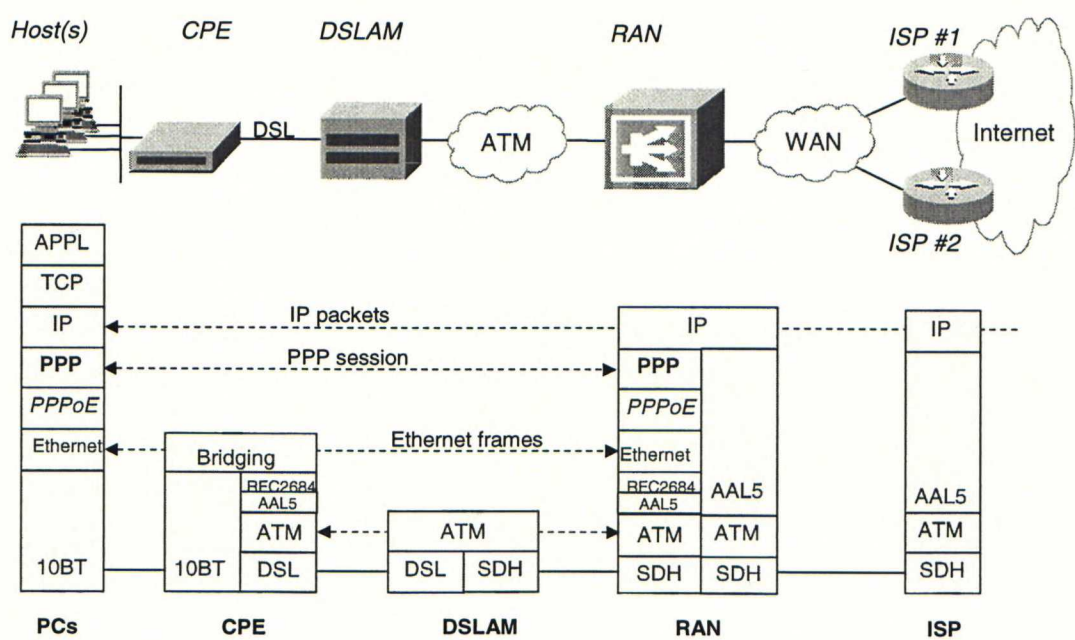 Host(s) CPE DSLAM RAN ISP #1
DSL ATM WAN Internet
ISP #2
APPL
TCP
IP IP packets IP IP
PPP PPP session PPP
PPPoE PPPoE
Ethernet Ethernet frames Ethernet
Bridging
REC2684 REC2684 AAL5 AAL5
AAL5 AAL5
ATM ATM ATM ATM ATM
10BT 10BT DSL DSL SDH SDH SDH SDH
PCs CPE DSLAM RAN ISP